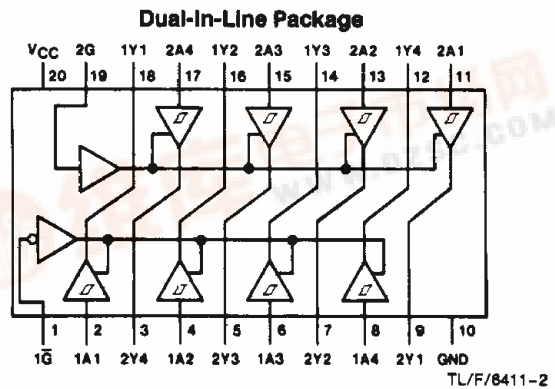 Dual-In-Line Package
VCC 2G 1Y1 2A4 1Y2 2A3 1Y3 2A2 1Y4 2A1
20 19 18 17 16 15 14 13 12 11
1 2 3 4 5 6 7 8 9 10
1G̅ 1A1 2Y4 1A2 2Y3 1A3 2Y2 1A4 2Y1 GND
TL/F/6411-2